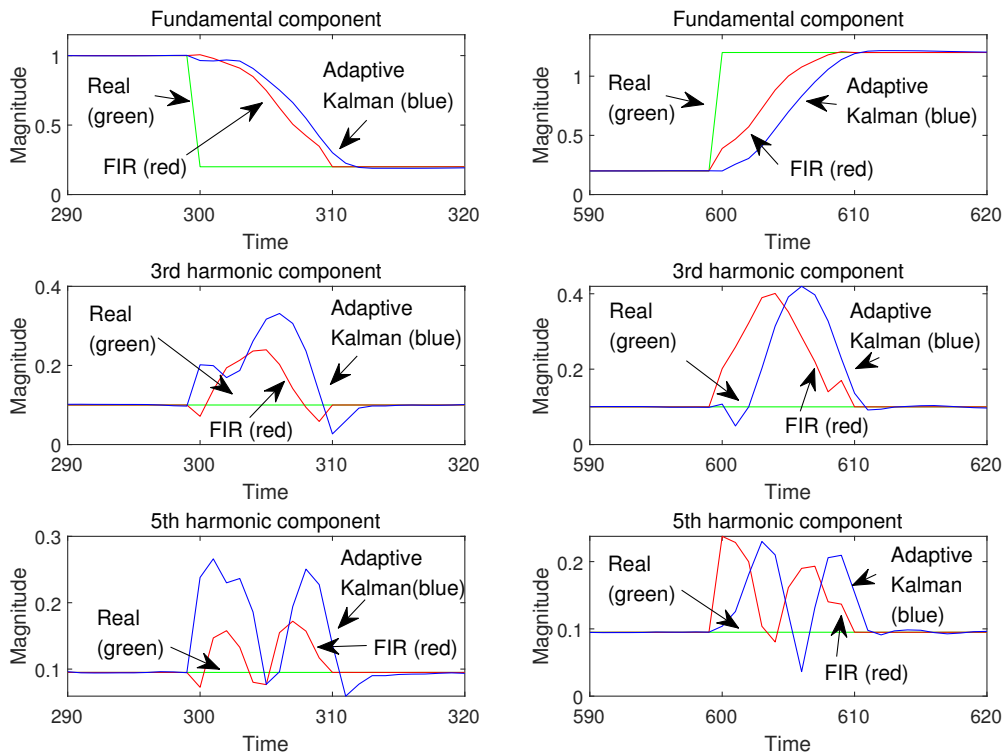 Fundamental component
Magnitude
1
0.5
0
Real
(green)
Adaptive
Kalman (blue)
FIR (red)
290
300
310
320
Time
Fundamental component
Magnitude
1
0.5
0
Real
(green)
Adaptive
Kalman (blue)
FIR (red)
590
600
610
620
Time
3rd harmonic component
Magnitude
0.4
0.2
0.1
0
Real
(green)
Adaptive
Kalman (blue)
FIR (red)
290
300
310
320
Time
3rd harmonic component
Magnitude
0.4
0.2
0.1
0
Real
(green)
Adaptive
Kalman (blue)
FIR (red)
590
600
610
620
Time
5th harmonic component
Magnitude
0.3
0.2
0.1
Real
(green)
Adaptive
Kalman(blue)
FIR (red)
290
300
310
320
Time
5th harmonic component
Magnitude
0.2
0.1
0
Real
(green)
Adaptive
Kalman
(blue)
FIR (red)
590
600
610
620
Time